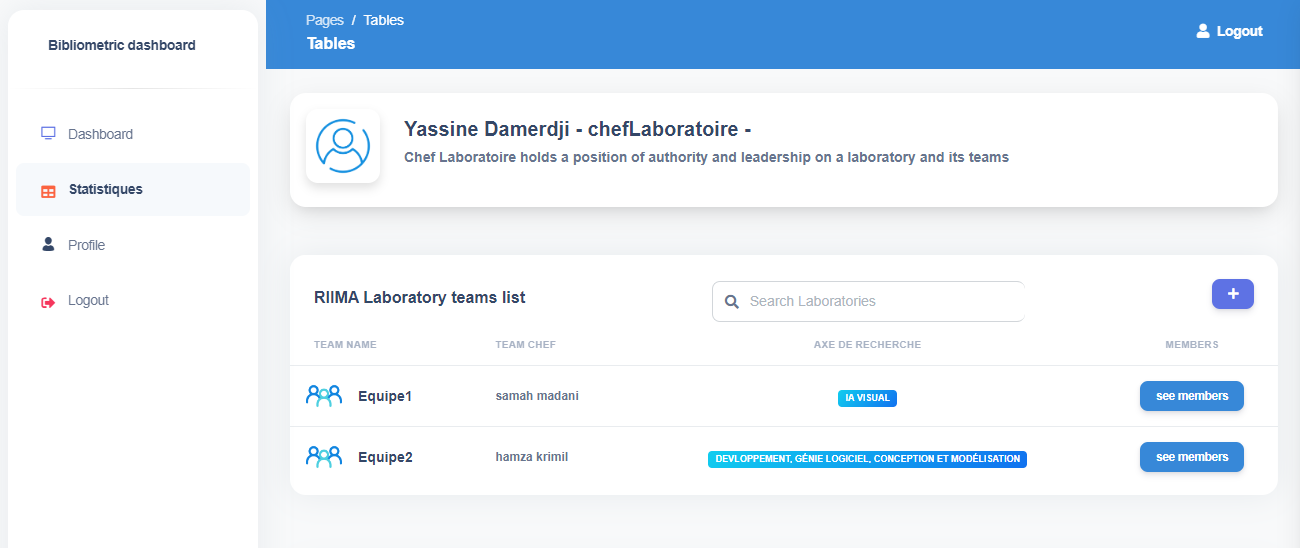 Bibliometric dashboard
Dashboard
Statistiques
Profile
Logout
Pages / Tables
Tables
Logout
Yassine Damerdji - chefLaboratoire -
Chef Laboratoire holds a position of authority and leadership on a laboratory and its teams
RIIMA Laboratory teams list
Search Laboratories
+
TEAM NAME TEAM CHEF AXE DE RECHERCHE MEMBERS
Equipe1 samah madani IA VISUAL see members
Equipe2 hamza krimil DEVLOPPEMENT, GÉNIE LOGICIEL, CONCEPTION ET MODÉLISATION see members